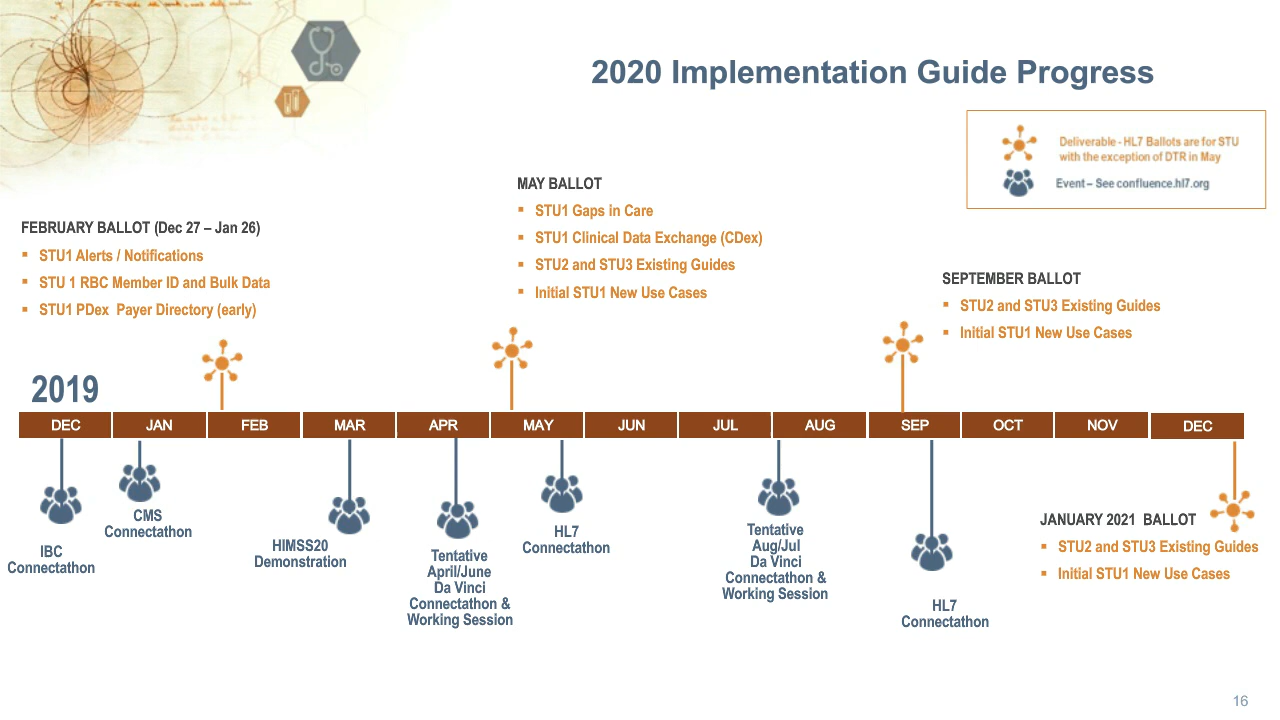 2020 Implementation Guide Progress
Deliverable - HL7 Ballots are for STU
with the exception of DTR in May
Event – See confluence.hl7.org
FEBRUARY BALLOT (Dec 27 – Jan 26)
▪ STU1 Alerts / Notifications
▪ STU 1 RBC Member ID and Bulk Data
▪ STU1 PDex Payer Directory (early)
MAY BALLOT
▪ STU1 Gaps in Care
▪ STU1 Clinical Data Exchange (CDex)
▪ STU2 and STU3 Existing Guides
▪ Initial STU1 New Use Cases
SEPTEMBER BALLOT
▪ STU2 and STU3 Existing Guides
▪ Initial STU1 New Use Cases
2019
DEC JAN FEB MAR APR MAY JUN JUL AUG SEP OCT NOV DEC
IBC
Connectathon
CMS
Connectathon
HIMSS20
Demonstration
Tentative
April/June
Da Vinci
Connectathon &
Working Session
HL7
Connectathon
Tentative
Aug/Jul
Da Vinci
Connectathon &
Working Session
HL7
Connectathon
JANUARY 2021 BALLOT
▪ STU2 and STU3 Existing Guides
▪ Initial STU1 New Use Cases
16